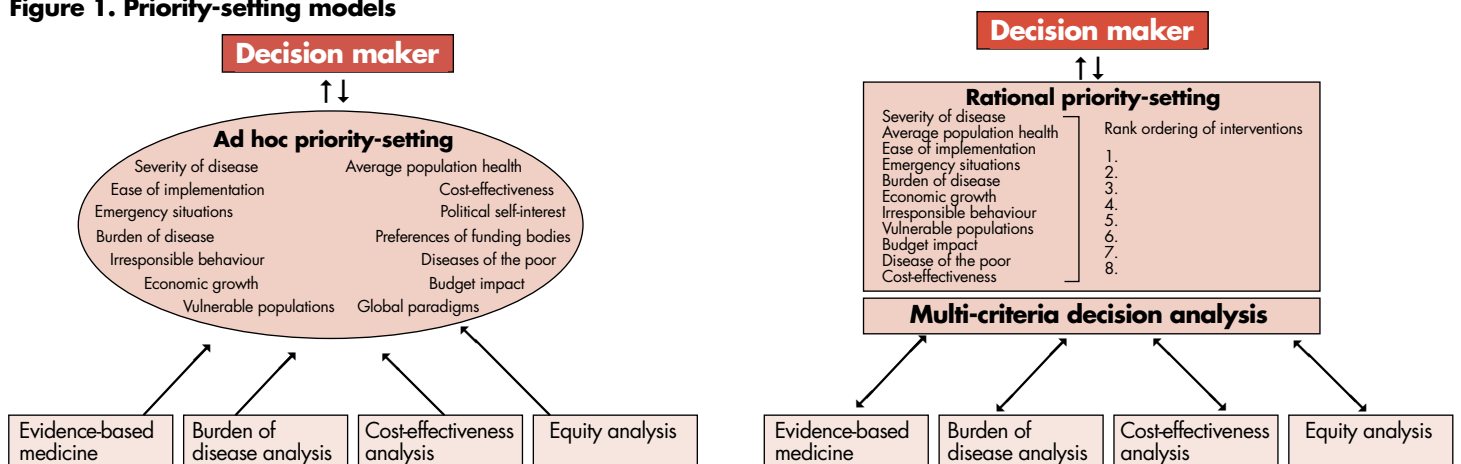 Figure 1. Priority-setting models
Decision maker
Ad hoc priority-setting
Severity of disease
Average population health
Ease of implementation
Cost-effectiveness
Emergency situations
Political self-interest
Burden of disease
Preferences of funding bodies
Irresponsible behaviour
Diseases of the poor
Economic growth
Budget impact
Vulnerable populations
Global paradigms
Evidence-based
medicine
Burden of
disease analysis
Cost-effectiveness
analysis
Equity analysis
Decision maker
Rational priority-setting
Severity of disease
Average population health
Ease of implementation
Emergency situations
Burden of disease
Economic growth
Irresponsible behaviour
Vulnerable populations
Budget impact
Disease of the poor
Cost-effectiveness
Rank ordering of interventions
1.
2.
3.
4.
5.
6.
7.
8.
Multi-criteria decision analysis
Evidence-based
medicine
Burden of
disease analysis
Cost-effectiveness
analysis
Equity analysis